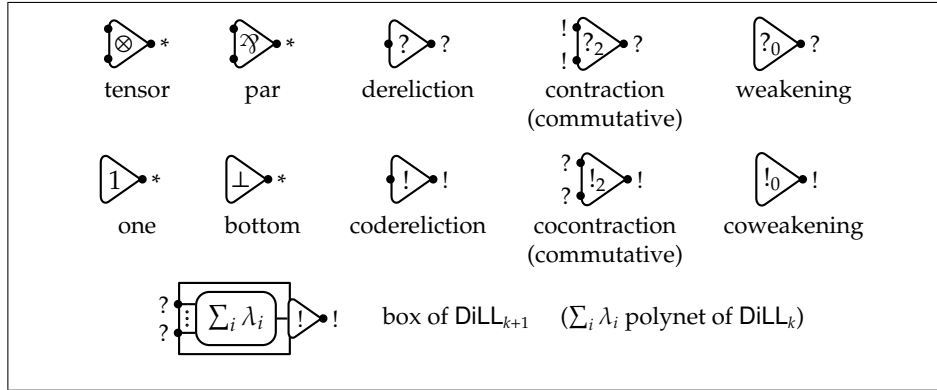 ⊗ * ⅋ * ? ? ! ! ?₂ ? ?₀ ?
tensor par dereliction contraction weakening
(commutative)
1 * ⊥ * ! ! ? ? !₂ ! !₀ !
one bottom codereliction cocontraction coweakening
(commutative)
? ? ⋮ ∑ᵢ λᵢ ! ! box of DiLLₖ₊₁ (∑ᵢ λᵢ polynet of DiLLₖ)